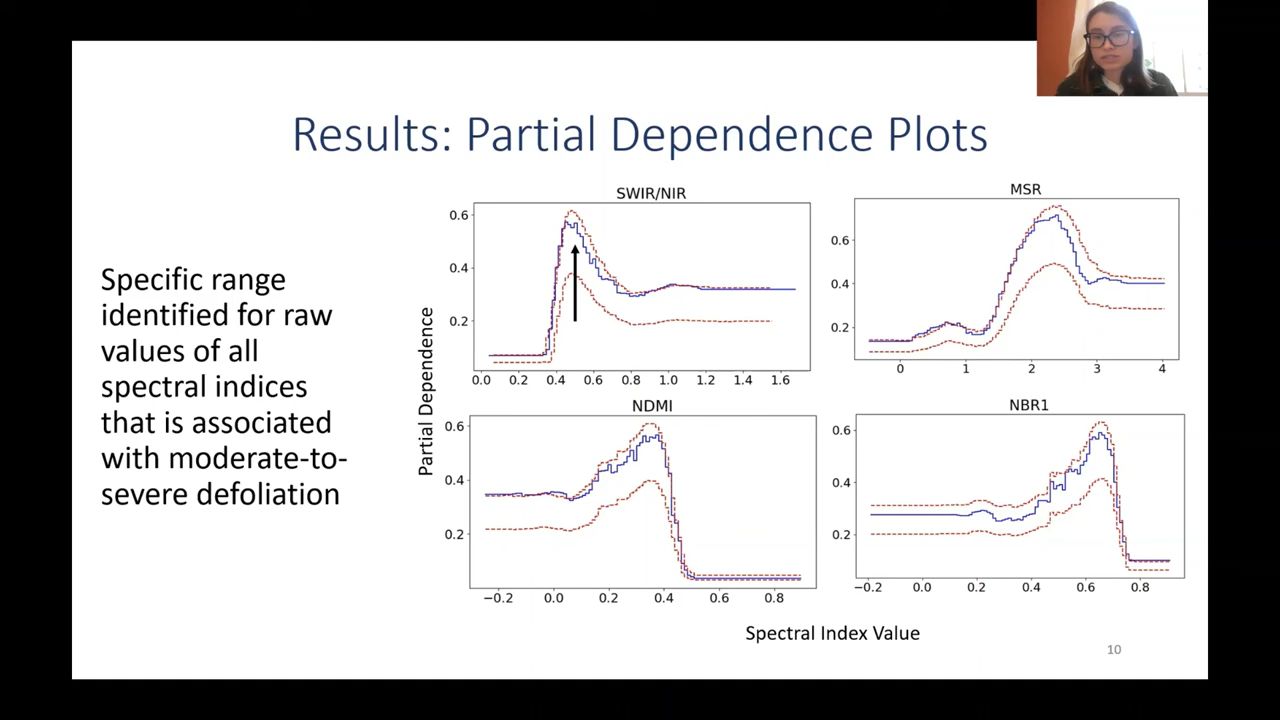 Results: Partial Dependence Plots
Specific range
identified for raw
values of all
spectral indices
that is associated
with moderate-to-
severe defoliation
Partial Dependence
SWIR/NIR
0.6
0.4
0.2
0.0 0.2 0.4 0.6 0.8 1.0 1.2 1.4 1.6
MSR
0.6
0.4
0.2
0 1 2 3 4
NDMI
0.6
0.4
0.2
−0.2 0.0 0.2 0.4 0.6 0.8
NBR1
0.6
0.4
0.2
−0.2 0.0 0.2 0.4 0.6 0.8
Spectral Index Value
10